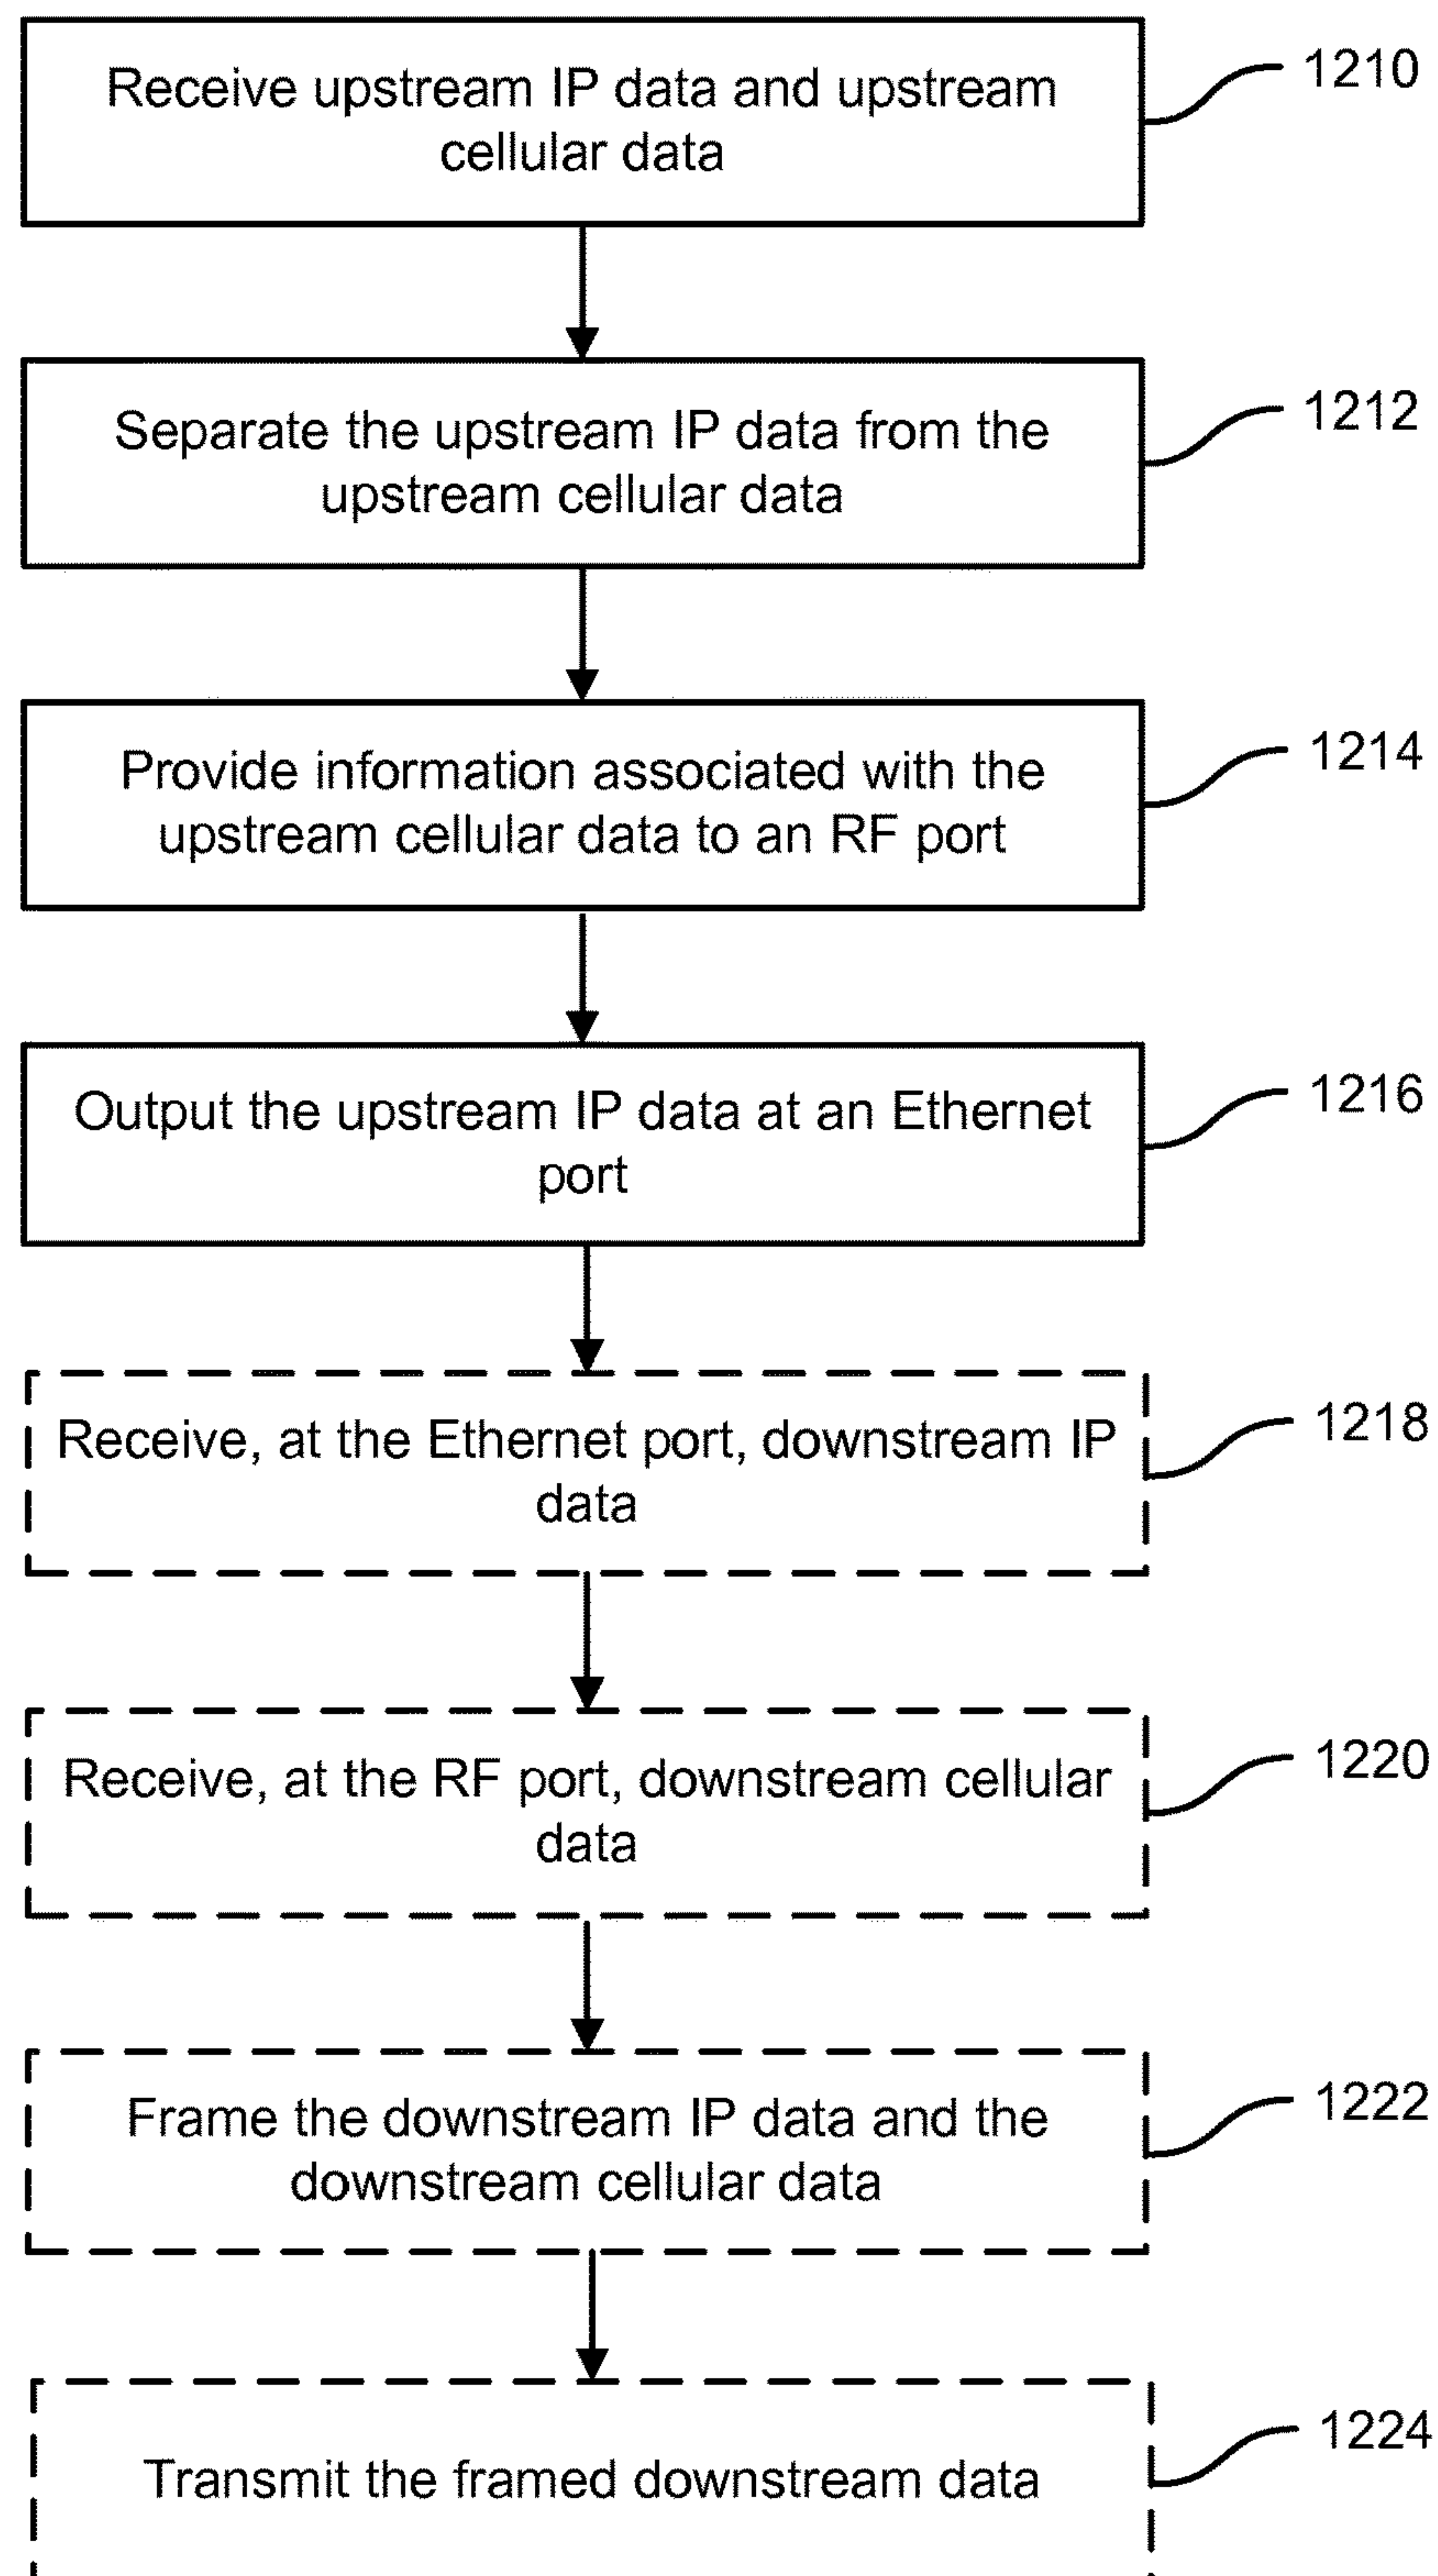 Receive upstream IP data and upstream
cellular data
1210
Separate the upstream IP data from the
upstream cellular data
1212
Provide information associated with the
upstream cellular data to an RF port
1214
Output the upstream IP data at an Ethernet
port
1216
Receive, at the Ethernet port, downstream IP
data
1218
Receive, at the RF port, downstream cellular
data
1220
Frame the downstream IP data and the
downstream cellular data
1222
Transmit the framed downstream data
1224